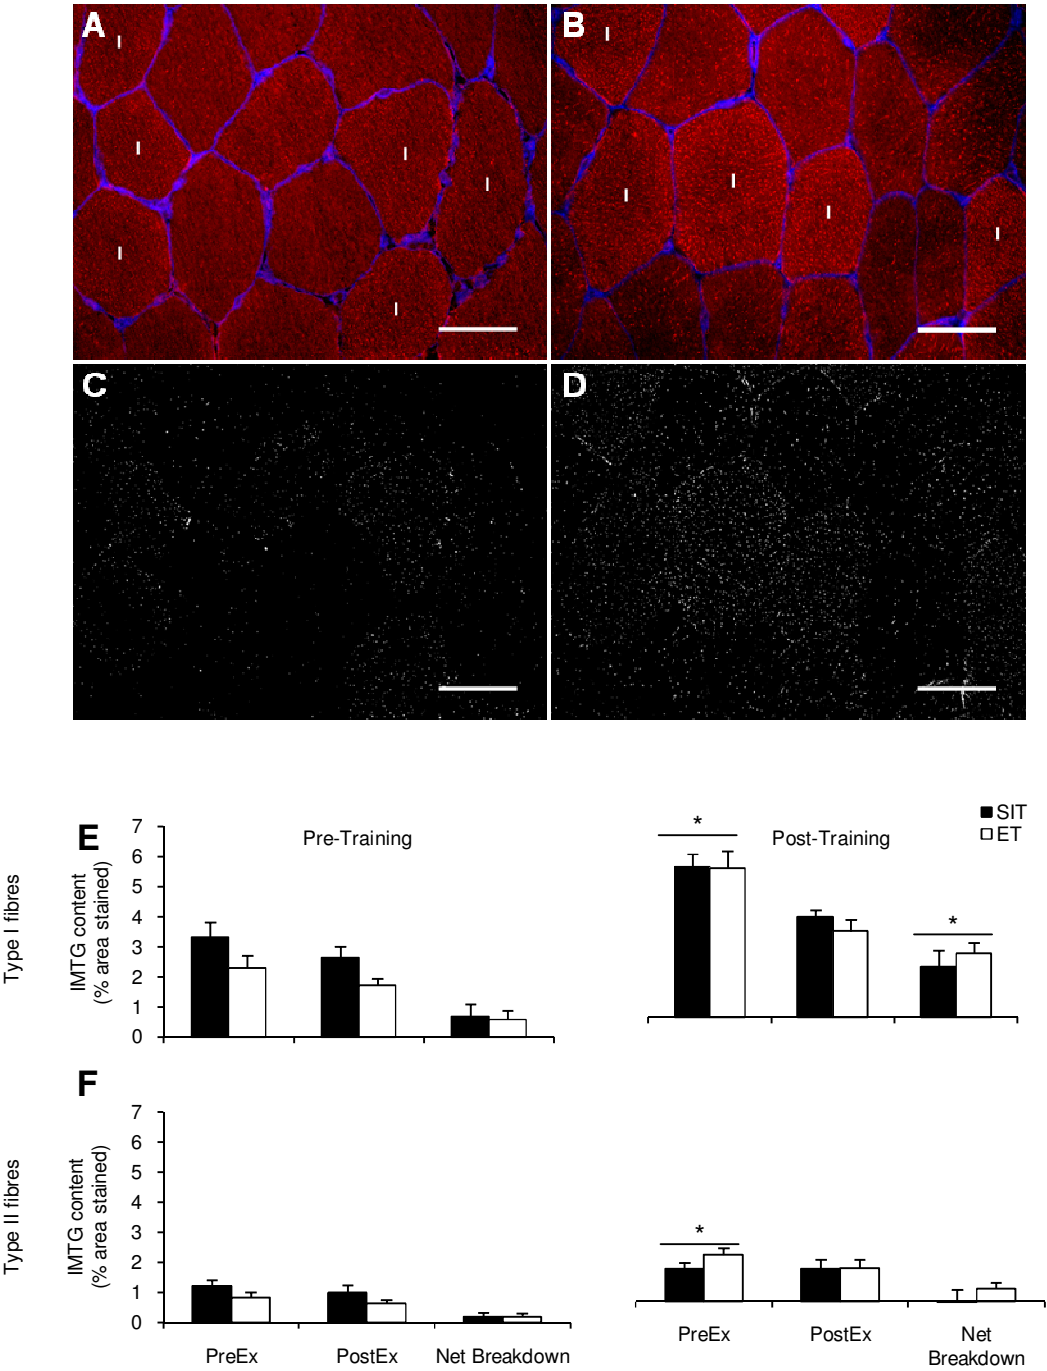 A
B
I
I
I
I
I
I
I
I
I
I
I
I
C
D
SIT
ET
E
Pre-Training
*
Post-Training
*
Type I fibres
IMTG content
(% area stained)
7
6
5
4
3
2
1
0
F
Type II fibres
IMTG content
(% area stained)
7
6
5
4
3
2
1
0
*
PreEx
PostEx
Net Breakdown
PreEx
PostEx
Net
Breakdown